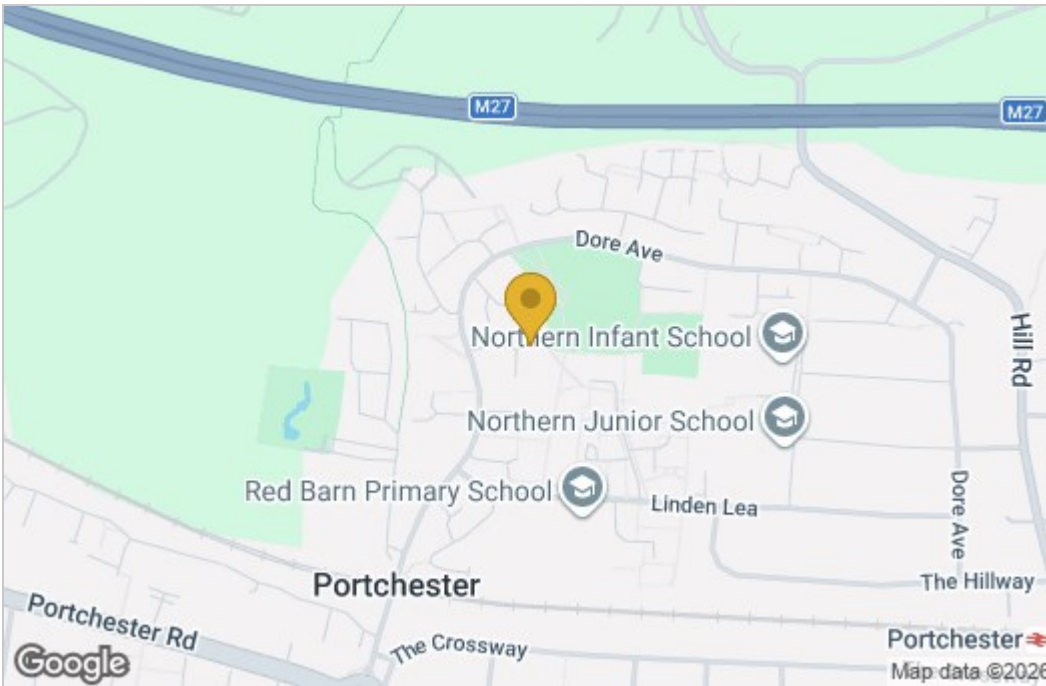 M27
M27
Dore Ave
Hill Rd
Northern Infant School
Northern Junior School
Red Barn Primary School
Linden Lea
Dore Ave
Portchester
The Hillway
Portchester Rd
The Crossway
Portchester
Google
Map data ©2026